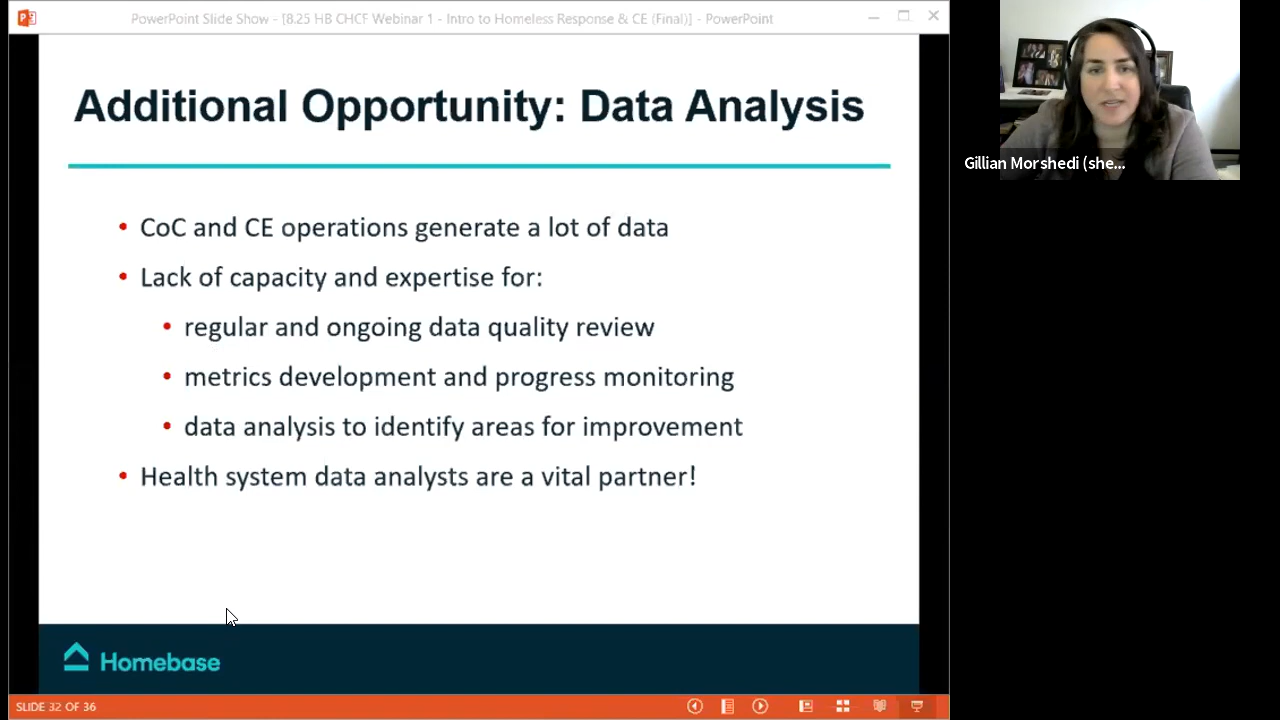 PowerPoint Slide Show - [8.25 HB CHCF Webinar 1 - Intro to Homeless Response & CE (Final)] - PowerPoint
Additional Opportunity: Data Analysis
• CoC and CE operations generate a lot of data
• Lack of capacity and expertise for:
• regular and ongoing data quality review
• metrics development and progress monitoring
• data analysis to identify areas for improvement
• Health system data analysts are a vital partner!
Homebase
SLIDE 32 OF 36
Gillian Morshedi (she...